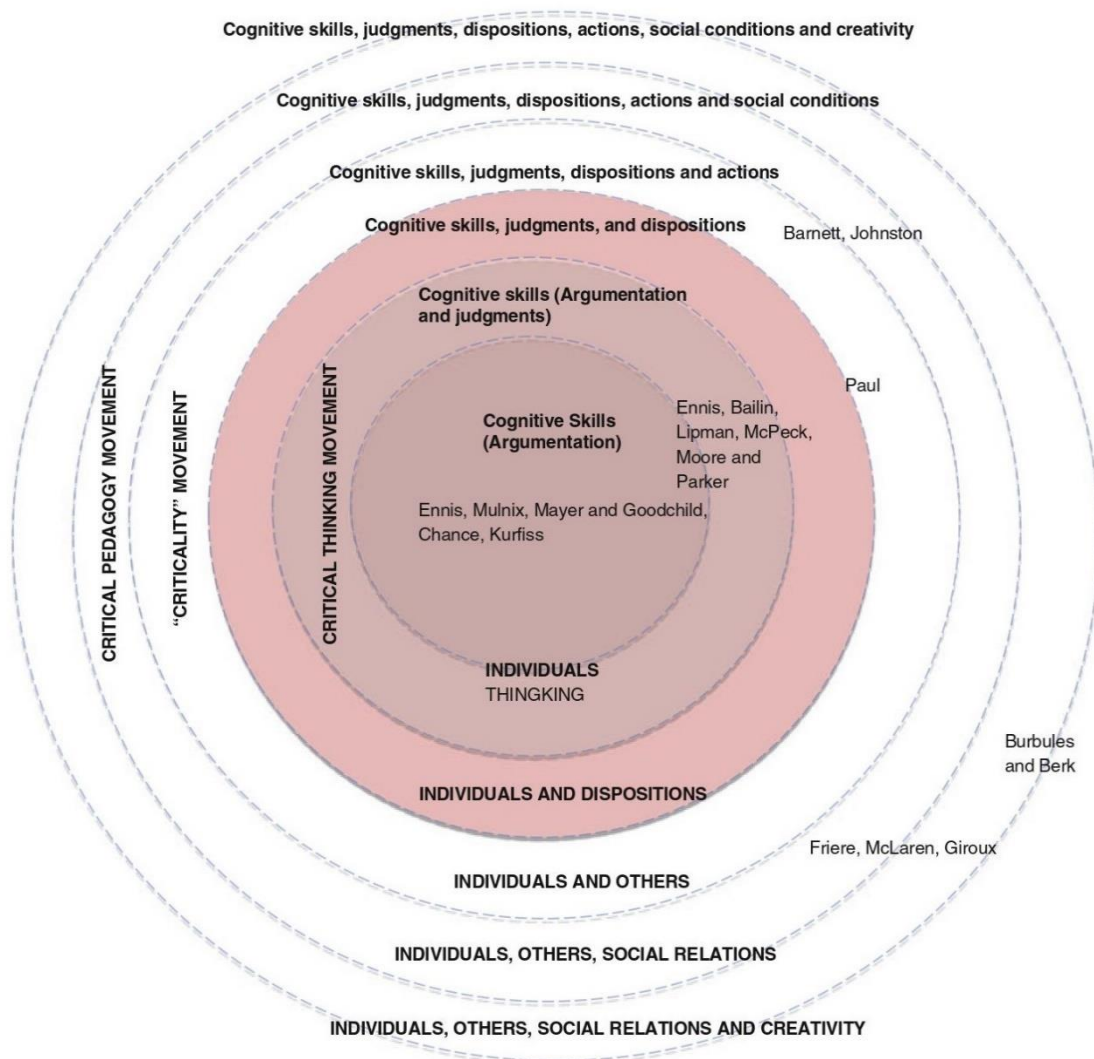 Cognitive skills, judgments, dispositions, actions, social conditions and creativity
Cognitive skills, judgments, dispositions, actions and social conditions
Cognitive skills, judgments, dispositions and actions
Cognitive skills, judgments, and dispositions
Barnett, Johnston
Cognitive skills (Argumentation
and judgments)
CRITICAL PEDAGOGY MOVEMENT
“CRITICALITY” MOVEMENT
CRITICAL THINKING MOVEMENT
Paul
Cognitive Skills
(Argumentation)
Ennis, Bailin,
Lipman, McPeck,
Moore and
Parker
Ennis, Mulnix, Mayer and Goodchild,
Chance, Kurfiss
INDIVIDUALS
THINGKING
Burbules
and Berk
INDIVIDUALS AND DISPOSITIONS
Friere, McLaren, Giroux
INDIVIDUALS AND OTHERS
INDIVIDUALS, OTHERS, SOCIAL RELATIONS
INDIVIDUALS, OTHERS, SOCIAL RELATIONS AND CREATIVITY